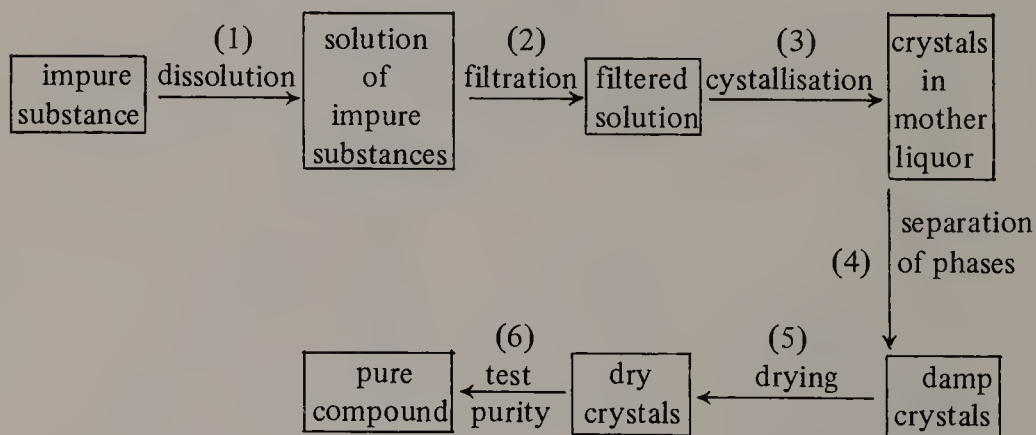 impure
substance
(1)
dissolution
solution
of
impure
substances
(2)
filtration
filtered
solution
(3)
cystallisation
crystals
in
mother
liquor
(4)
separation
of phases
damp
crystals
(5)
drying
dry
crystals
(6)
test
purity
pure
compound